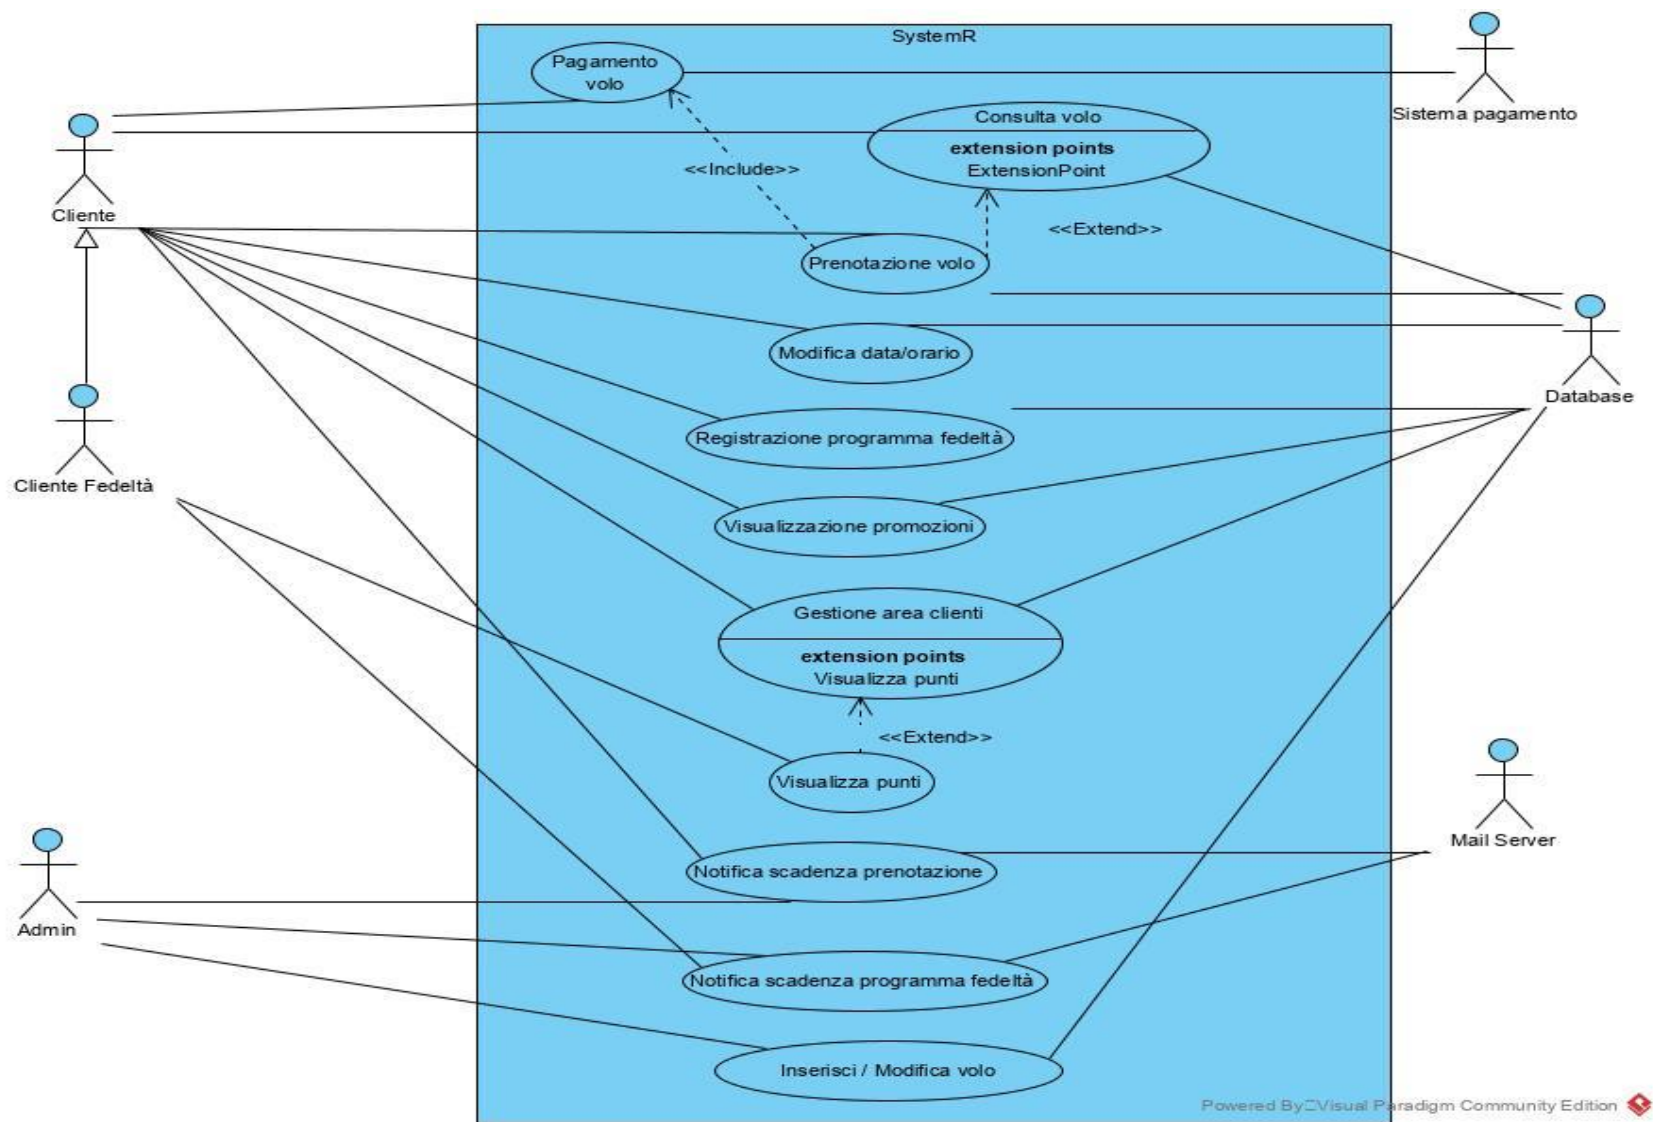 SystemR
Pagamento
volo
Sistema pagamento
Consulta volo
extension points
ExtensionPoint
<<Include>>
Cliente
<<Extend>>
Prenotazione volo
Modifica data/orario
Database
Registrazione programma fedeltà
Cliente Fedeltà
Visualizzazione promozioni
Gestione area clienti
extension points
Visualizza punti
<<Extend>>
Visualizza punti
Mail Server
Notifica scadenza prenotazione
Admin
Notifica scadenza programma fedeltà
Inserisci / Modifica volo
Powered By Visual Paradigm Community Edition